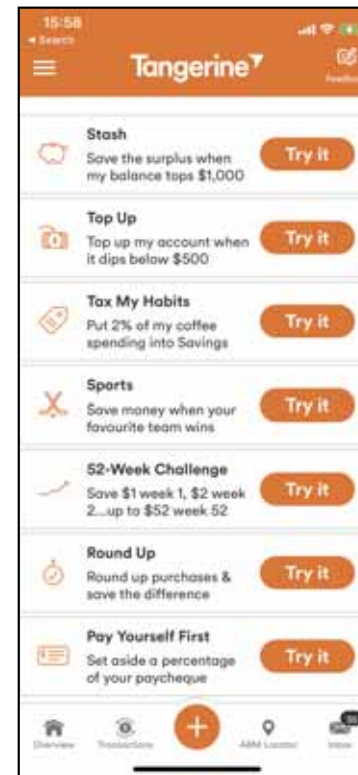 15:58
◄ Search
Tangerine
Feedback
Stash
Save the surplus when
my balance tops $1,000
Try it
Top Up
Top up my account when
it dips below $500
Try it
Tax My Habits
Put 2% of my coffee
spending into Savings
Try it
Sports
Save money when your
favourite team wins
Try it
52-Week Challenge
Save $1 week 1, $2 week
2...up to $52 week 52
Try it
Round Up
Round up purchases &
save the difference
Try it
Pay Yourself First
Set aside a percentage
of your paycheque
Try it
Overview
Transactions
ABM Locator
Inbox